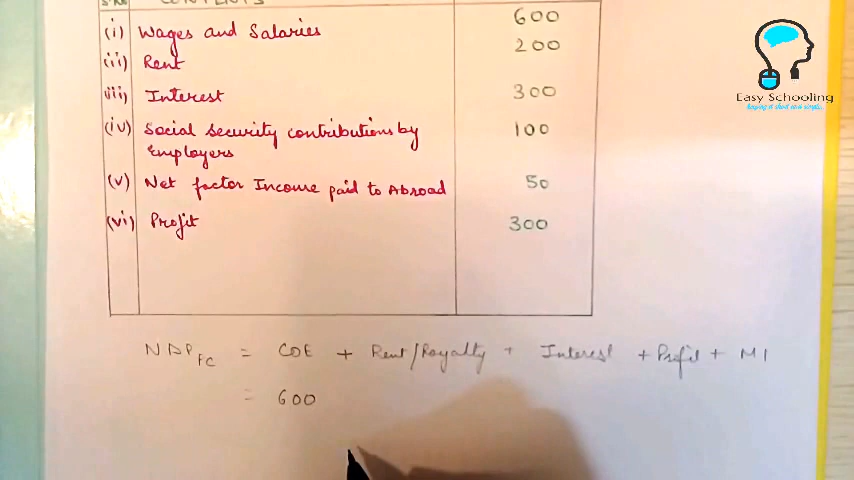 S.No CONTENTS
(i) Wages and Salaries 600
(ii) Rent 200
(iii) Interest 300
(iv) Social security contributions by
Employers 100
(v) Net factor Income paid to Abroad 50
(vi) Profit 300
NDP FC = COE + Rent/Royalty + Interest + Profit + MI
= 600
Easy Schooling